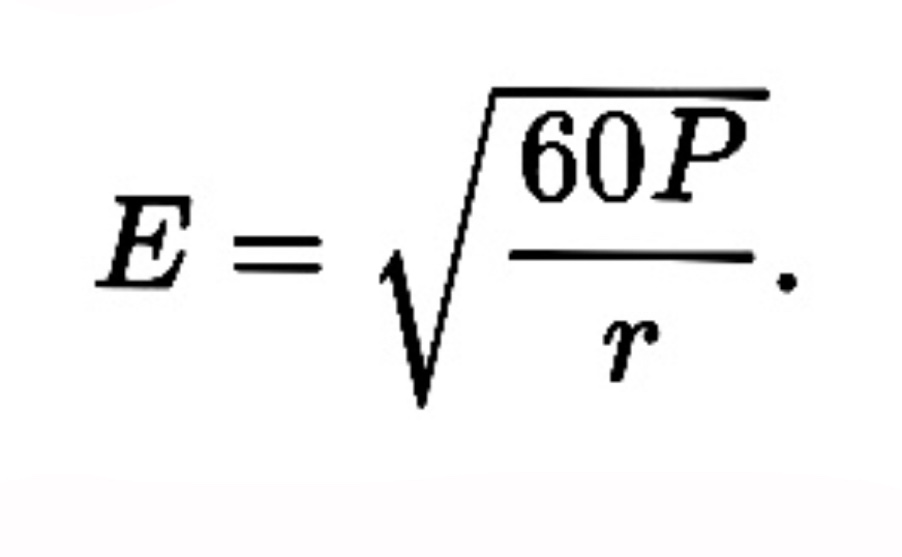 E = √(60P / r).